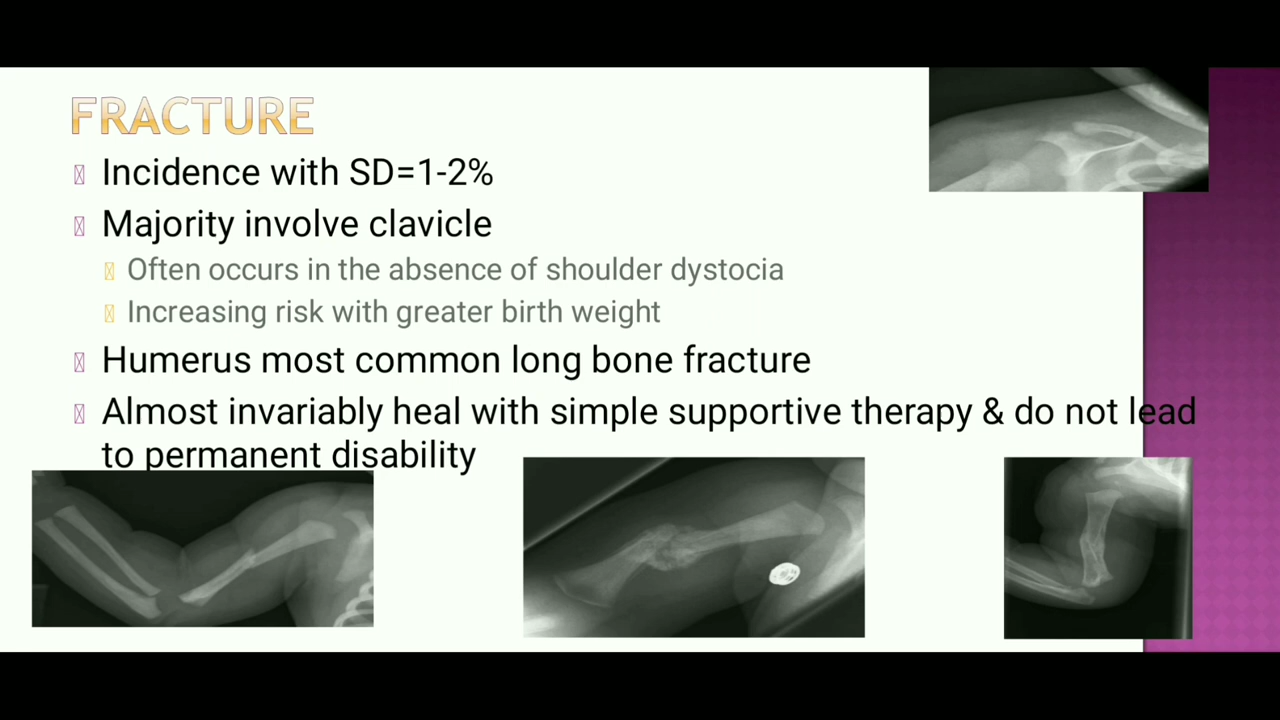 FRACTURE
Incidence with SD=1-2%
Majority involve clavicle
Often occurs in the absence of shoulder dystocia
Increasing risk with greater birth weight
Humerus most common long bone fracture
Almost invariably heal with simple supportive therapy & do not lead
to permanent disability